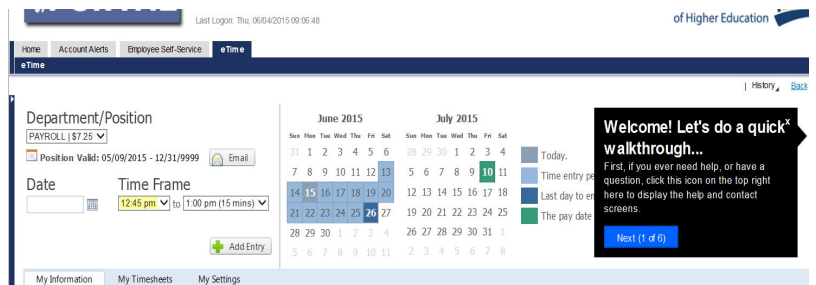 Last Logon: Thu, 06/04/2015 09:06:48
of Higher Education
Home Account Alerts Employee Self-Service eTime
eTime
| History Back
Department/Position
PAYROLL | $7.25
Position Valid: 05/09/2015 - 12/31/9999 Email
Date Time Frame
12:45 pm to 1:00 pm (15 mins)
Add Entry
June 2015
Sun Mon Tue Wed Thu Fri Sat
31 1 2 3 4 5 6
7 8 9 10 11 12 13
14 15 16 17 18 19 20
21 22 23 24 25 26 27
28 29 30 1 2 3 4
5 6 7 8 9 10 11
July 2015
Sun Mon Tue Wed Thu Fri Sat
28 29 30 1 2 3 4
5 6 7 8 9 10 11
12 13 14 15 16 17 18
19 20 21 22 23 24 25
26 27 28 29 30 31 1
2 3 4 5 6 7 8
Today.
Time entry pe
Last day to en
The pay date
Welcome! Let's do a quick x
walkthrough...
First, if you ever need help, or have a
question, click this icon on the top right
here to display the help and contact
screens.
Next (1 of 6)
My Information My Timesheets My Settings